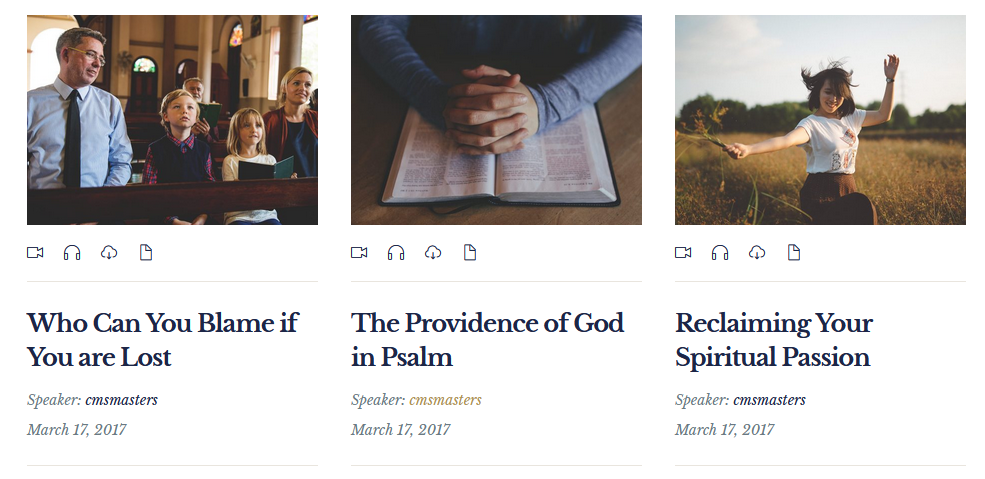 Who Can You Blame if
You are Lost
Speaker: cmsmasters
March 17, 2017
The Providence of God
in Psalm
Speaker: cmsmasters
March 17, 2017
Reclaiming Your
Spiritual Passion
Speaker: cmsmasters
March 17, 2017